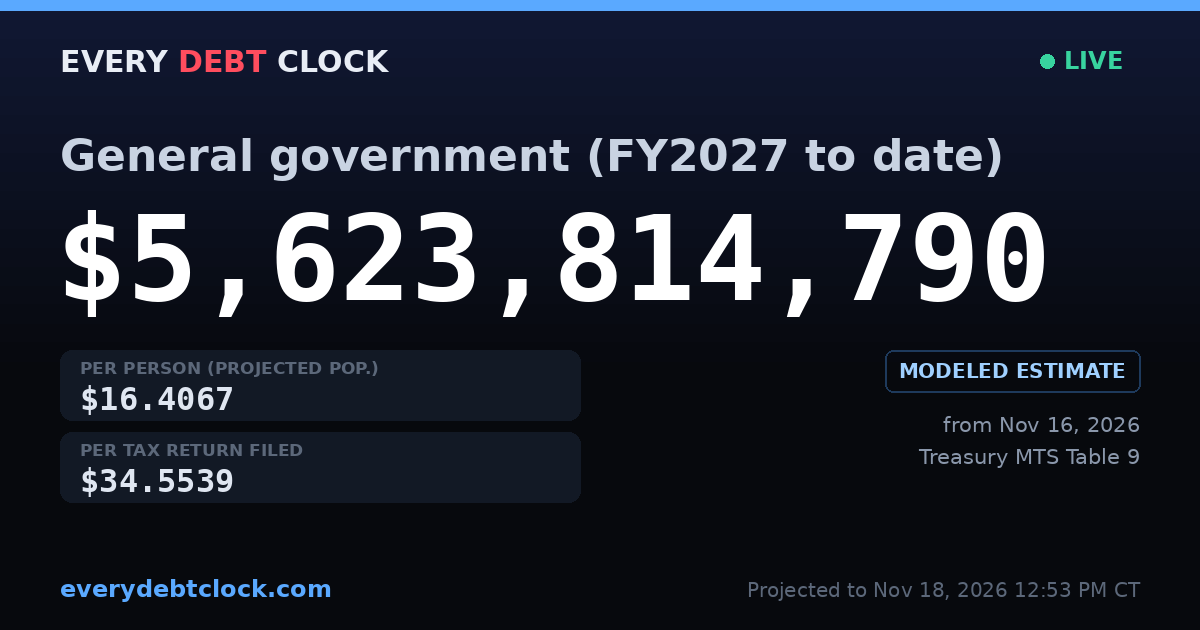 EVERY DEBT CLOCK
LIVE
General government (FY2027 to date)
$5,623,814,790
PER PERSON (PROJECTED POP.)
$16.4067
PER TAX RETURN FILED
$34.5539
MODELED ESTIMATE
from Nov 16, 2026
Treasury MTS Table 9
everydebtclock.com
Projected to Nov 18, 2026 12:53 PM CT